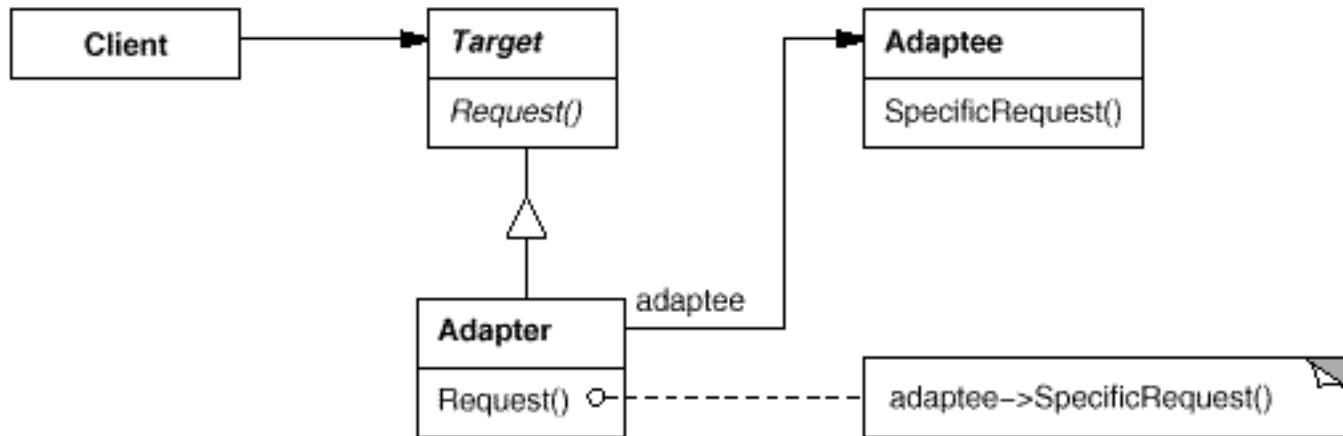 Client
Target
Request()
Adaptee
SpecificRequest()
adaptee
Adapter
Request()
adaptee−>SpecificRequest()